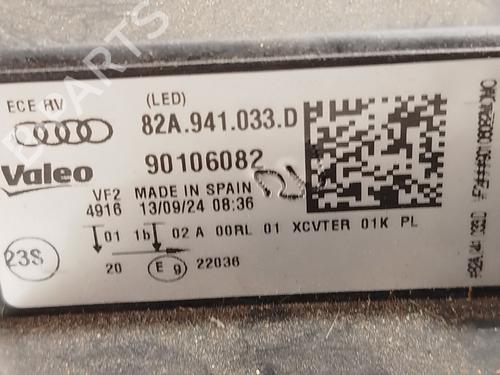 ECE RV
(LED)
82A.941.033.D
Valeo
90106082
VF2
MADE IN SPAIN
4916
13/09/24 08:36
01 1b 02 A 00RL 01 XCVTER 01K PL
23S
20
E 9
22036